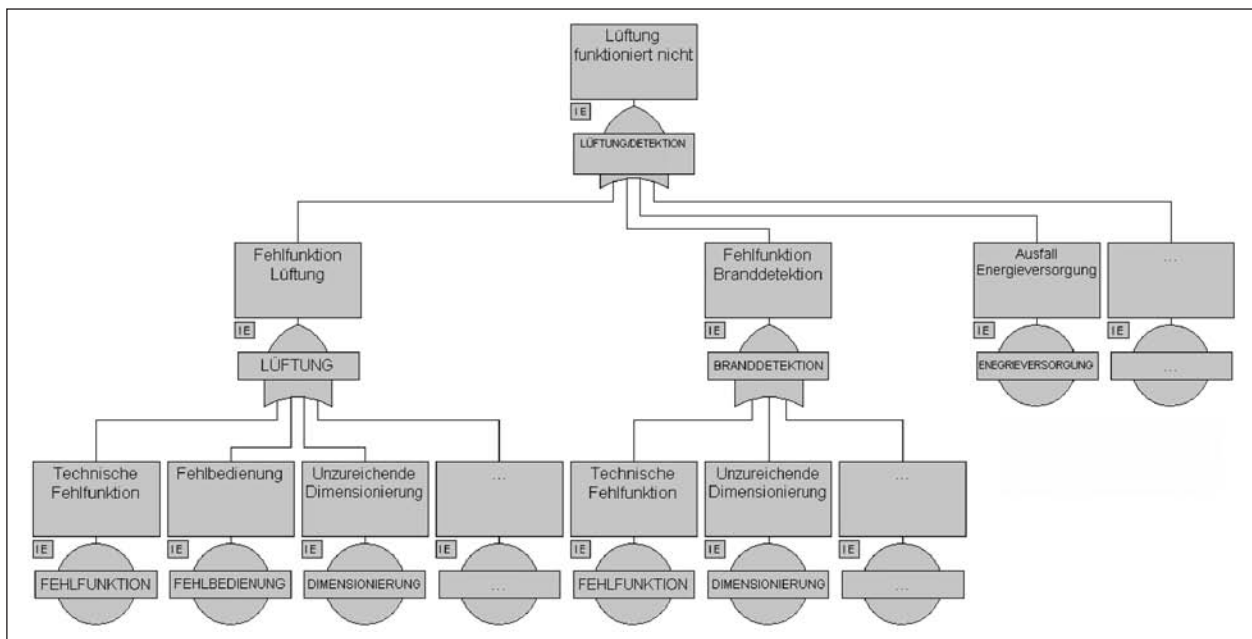 Lüftung
funktioniert nicht
IE
LÜFTUNG/DETEKTION
Fehlfunktion
Lüftung
IE
LÜFTUNG
Fehlfunktion
Branddetektion
IE
BRANDDETEKTION
Ausfall
Energieversorgung
IE
ENEGRIEVERSORGUNG
...
IE
...
Technische
Fehlfunktion
IE
FEHLFUNKTION
Fehlbedienung
IE
FEHLBEDIENUNG
Unzureichende
Dimensionierung
IE
DIMENSIONIERUNG
...
IE
...
Technische
Fehlfunktion
IE
FEHLFUNKTION
Unzureichende
Dimensionierung
IE
DIMENSIONIERUNG
...
IE
...